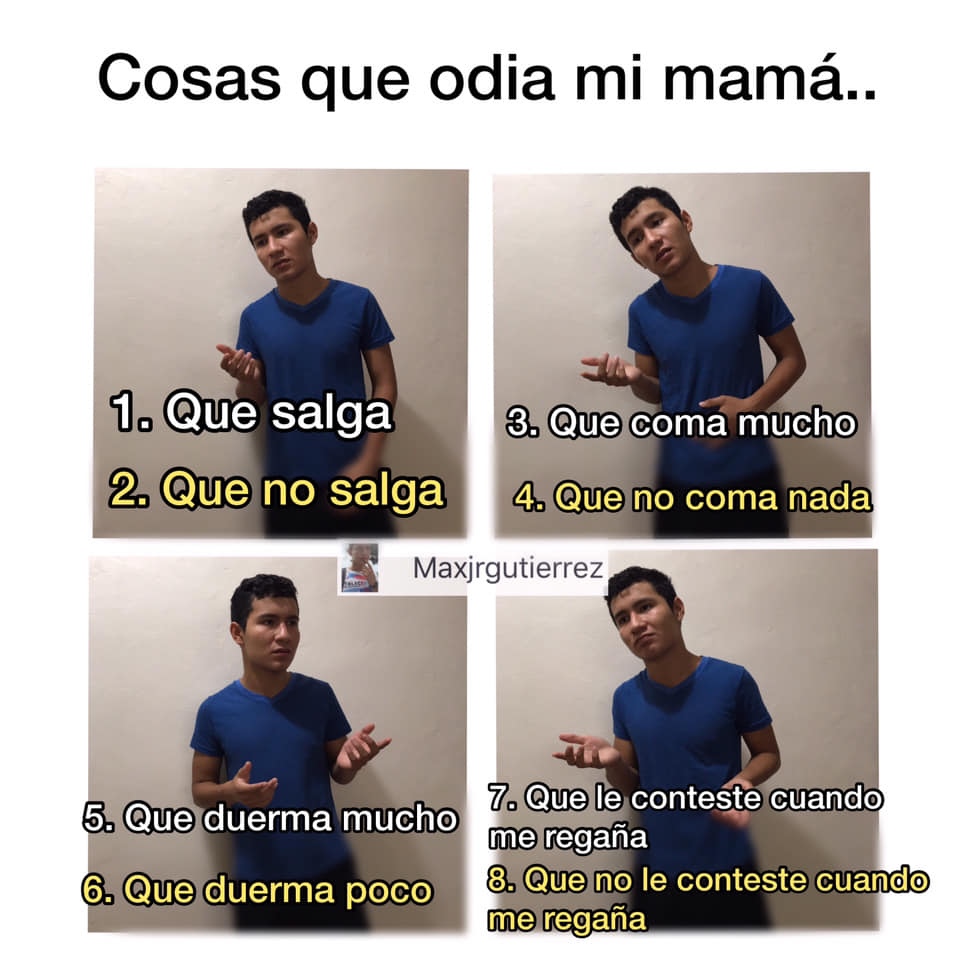 Cosas que odia mi mamá..
1. Que salga
2. Que no salga
3. Que coma mucho
4. Que no coma nada
Maxjrgutierrez
5. Que duerma mucho
6. Que duerma poco
7. Que le conteste cuando
me regaña
8. Que no le conteste cuando
me regaña